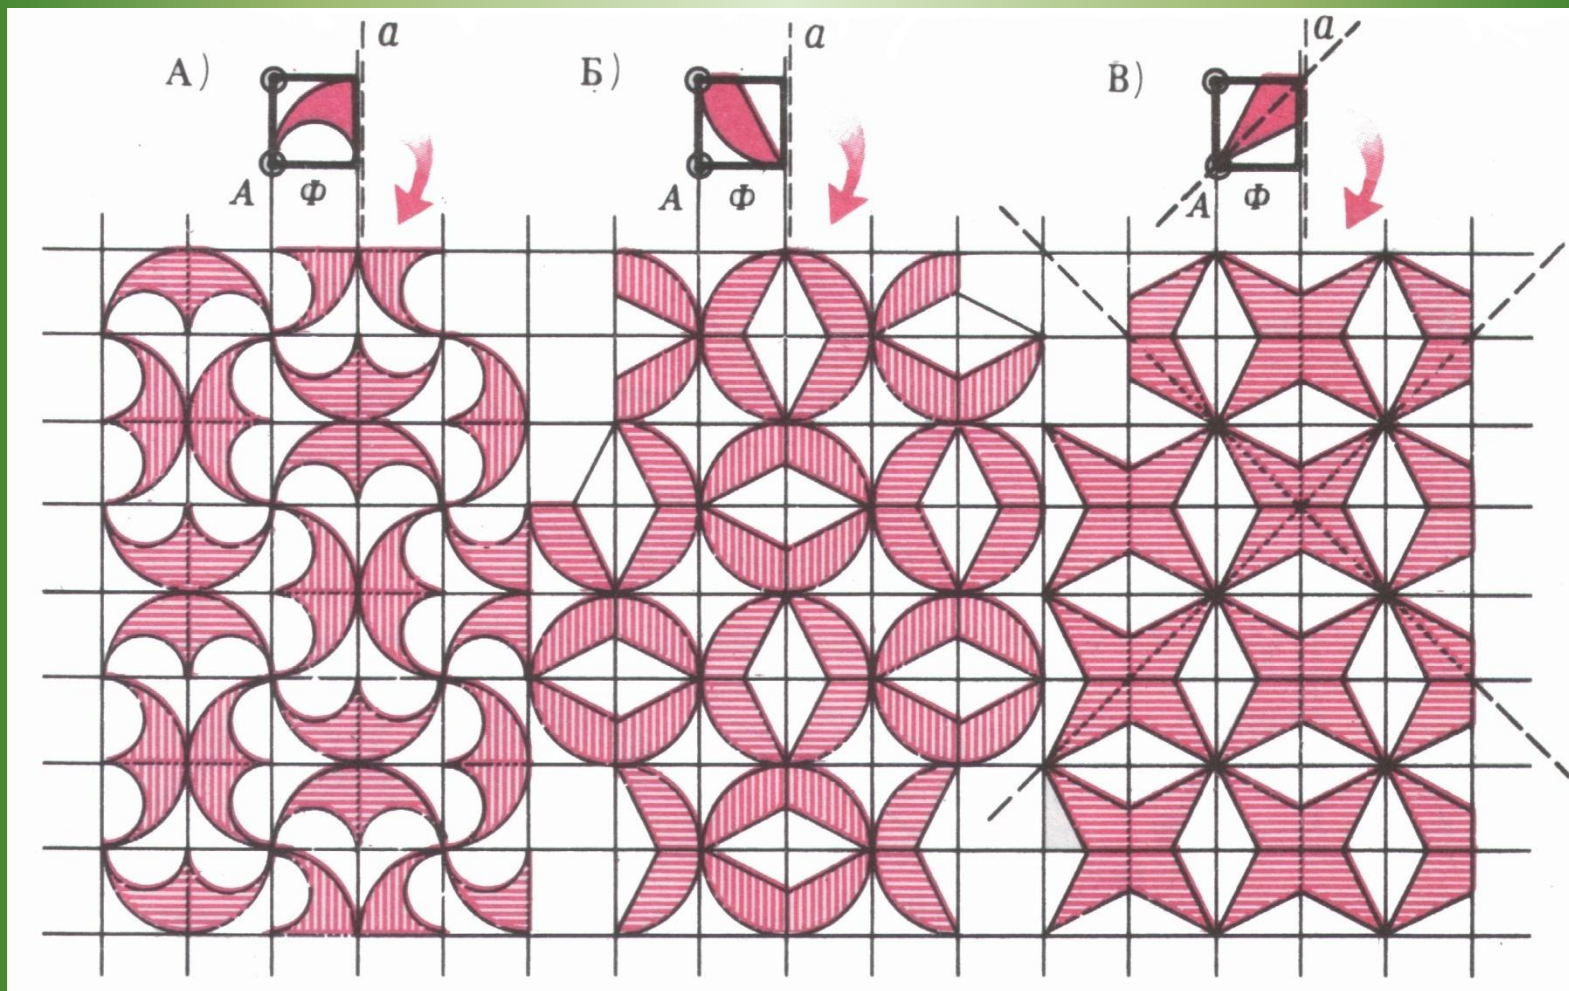 А) а
Б) а
В) а
А Ф
А Ф
А Ф